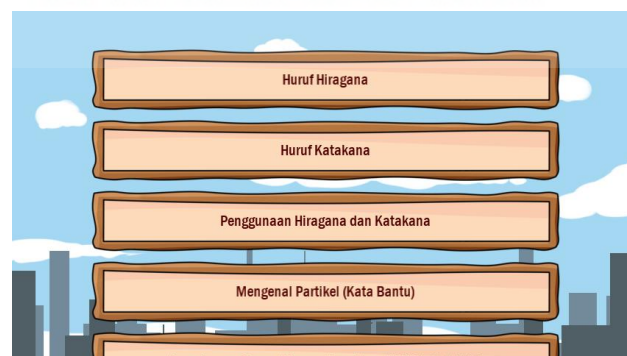 Huruf Hiragana
Huruf Katakana
Penggunaan Hiragana dan Katakana
Mengenal Partikel (Kata Bantu)